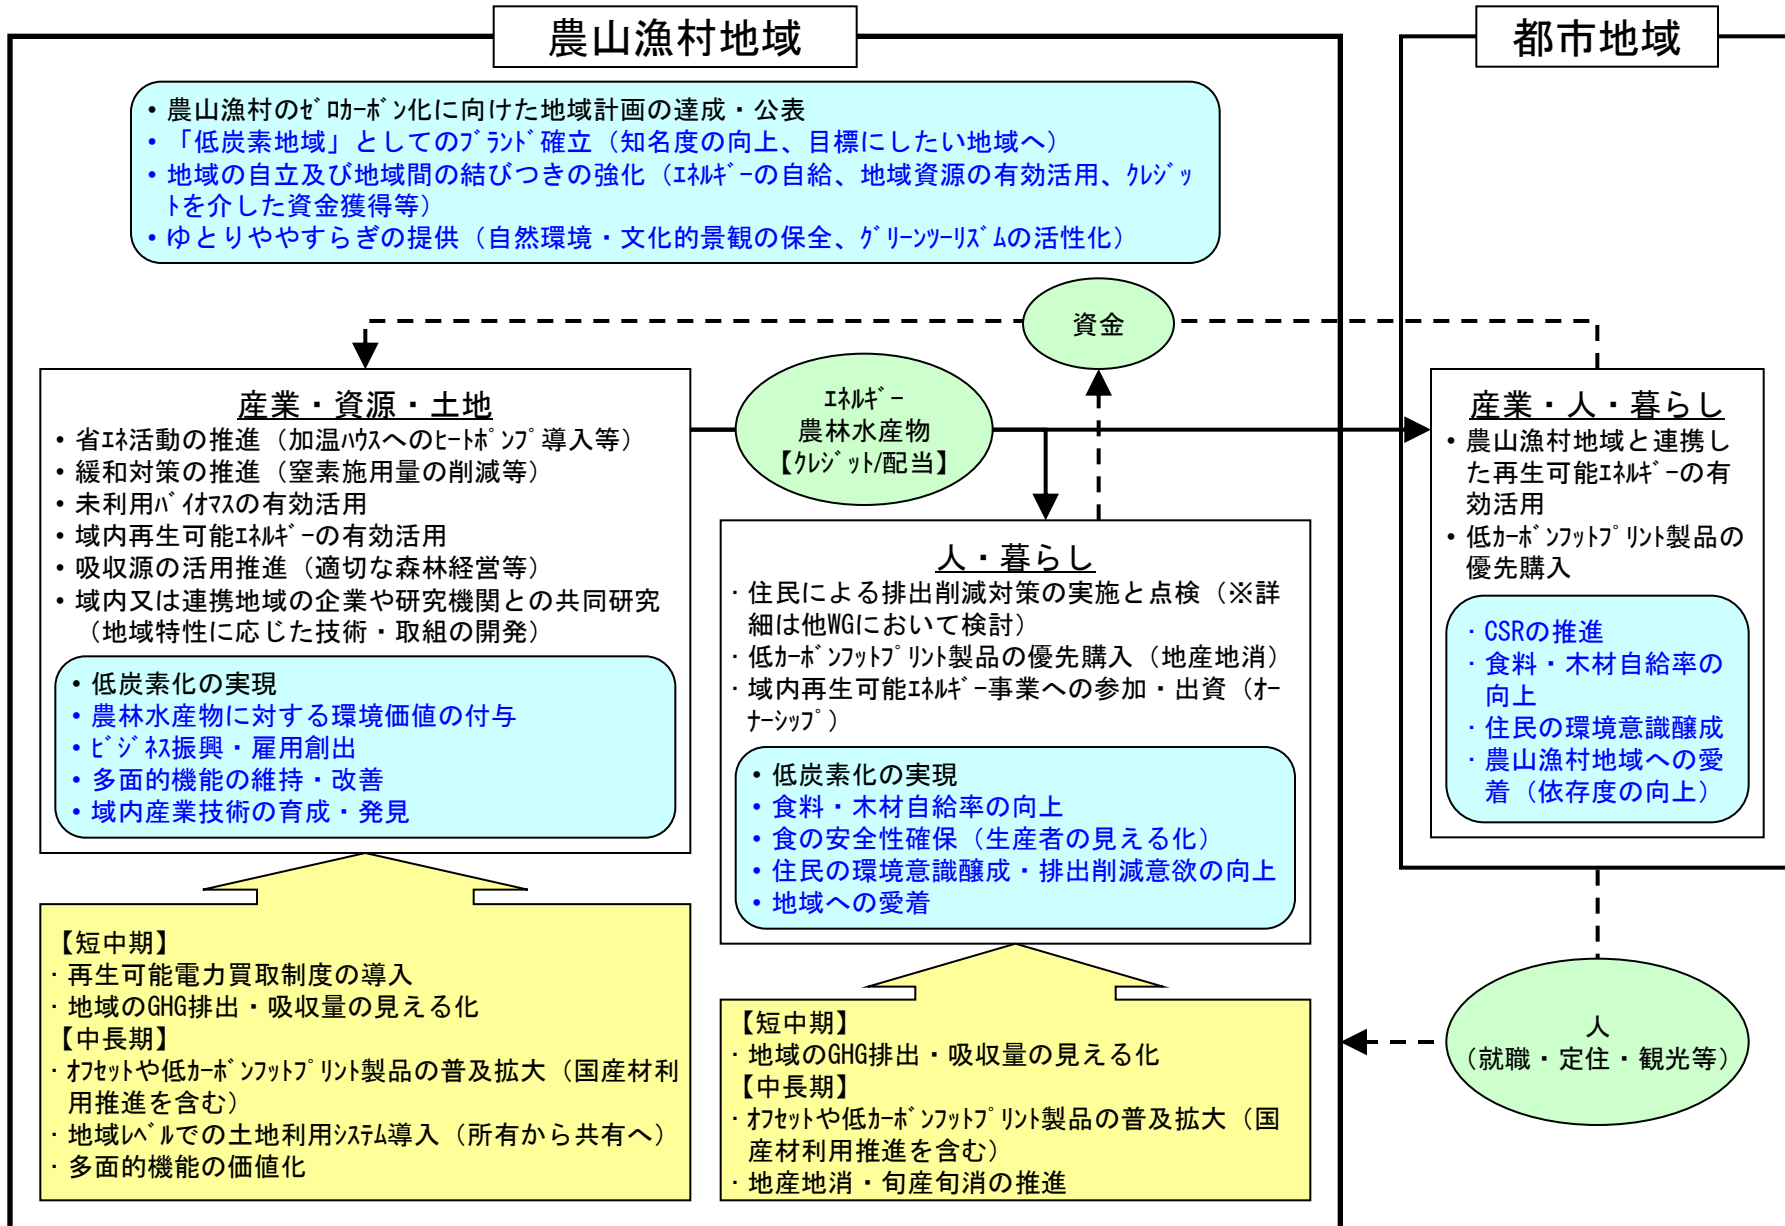 農山漁村地域
都市地域
• 農山漁村のｾﾞﾛｶｰﾎﾞﾝ化に向けた地域計画の達成・公表
• 「低炭素地域」としてのﾌﾞﾗﾝﾄﾞ確立（知名度の向上、目標にしたい地域へ）
• 地域の自立及び地域間の結びつきの強化（ｴﾈﾙｷﾞｰの自給、地域資源の有効活用、ｸﾚｼﾞｯ
ﾄを介した資金獲得等）
• ゆとりややすらぎの提供（自然環境・文化的景観の保全、ｸﾞﾘｰﾝﾂｰﾘｽﾞﾑの活性化）
資金
産業・資源・土地
• 省ｴﾈ活動の推進（加温ﾊｳｽへのﾋｰﾄﾎﾟﾝﾌﾟ導入等）
• 緩和対策の推進（窒素施用量の削減等）
• 未利用ﾊﾞｲｵﾏｽの有効活用
• 域内再生可能ｴﾈﾙｷﾞｰの有効活用
• 吸収源の活用推進（適切な森林経営等）
• 域内又は連携地域の企業や研究機関との共同研究
（地域特性に応じた技術・取組の開発）
• 低炭素化の実現
• 農林水産物に対する環境価値の付与
• ﾋﾞｼﾞﾈｽ振興・雇用創出
• 多面的機能の維持・改善
• 域内産業技術の育成・発見
【短中期】
・再生可能電力買取制度の導入
・地域のGHG排出・吸収量の見える化
【中長期】
・ｵﾌｾｯﾄや低ｶｰﾎﾞﾝﾌｯﾄﾌﾟﾘﾝﾄ製品の普及拡大（国産材利
用推進を含む）
・地域ﾚﾍﾞﾙでの土地利用ｼｽﾃﾑ導入（所有から共有へ）
・多面的機能の価値化
ｴﾈﾙｷﾞｰ
農林水産物
【ｸﾚｼﾞｯﾄ/配当】
人・暮らし
・住民による排出削減対策の実施と点検（※詳
細は他WGにおいて検討）
・低ｶｰﾎﾞﾝﾌｯﾄﾌﾟﾘﾝﾄ製品の優先購入（地産地消）
・域内再生可能ｴﾈﾙｷﾞｰ事業への参加・出資（ｵｰ
ﾅｰｼｯﾌﾟ）
• 低炭素化の実現
• 食料・木材自給率の向上
• 食の安全性確保（生産者の見える化）
• 住民の環境意識醸成・排出削減意欲の向上
• 地域への愛着
【短中期】
・地域のGHG排出・吸収量の見える化
【中長期】
・ｵﾌｾｯﾄや低ｶｰﾎﾞﾝﾌｯﾄﾌﾟﾘﾝﾄ製品の普及拡大（国
産材利用推進を含む）
・地産地消・旬産旬消の推進
産業・人・暮らし
• 農山漁村地域と連携し
た再生可能ｴﾈﾙｷﾞｰの有
効活用
• 低ｶｰﾎﾞﾝﾌｯﾄﾌﾟﾘﾝﾄ製品の
優先購入
・CSRの推進
・食料・木材自給率の
向上
・住民の環境意識醸成
・農山漁村地域への愛
着（依存度の向上）
人
（就職・定住・観光等）